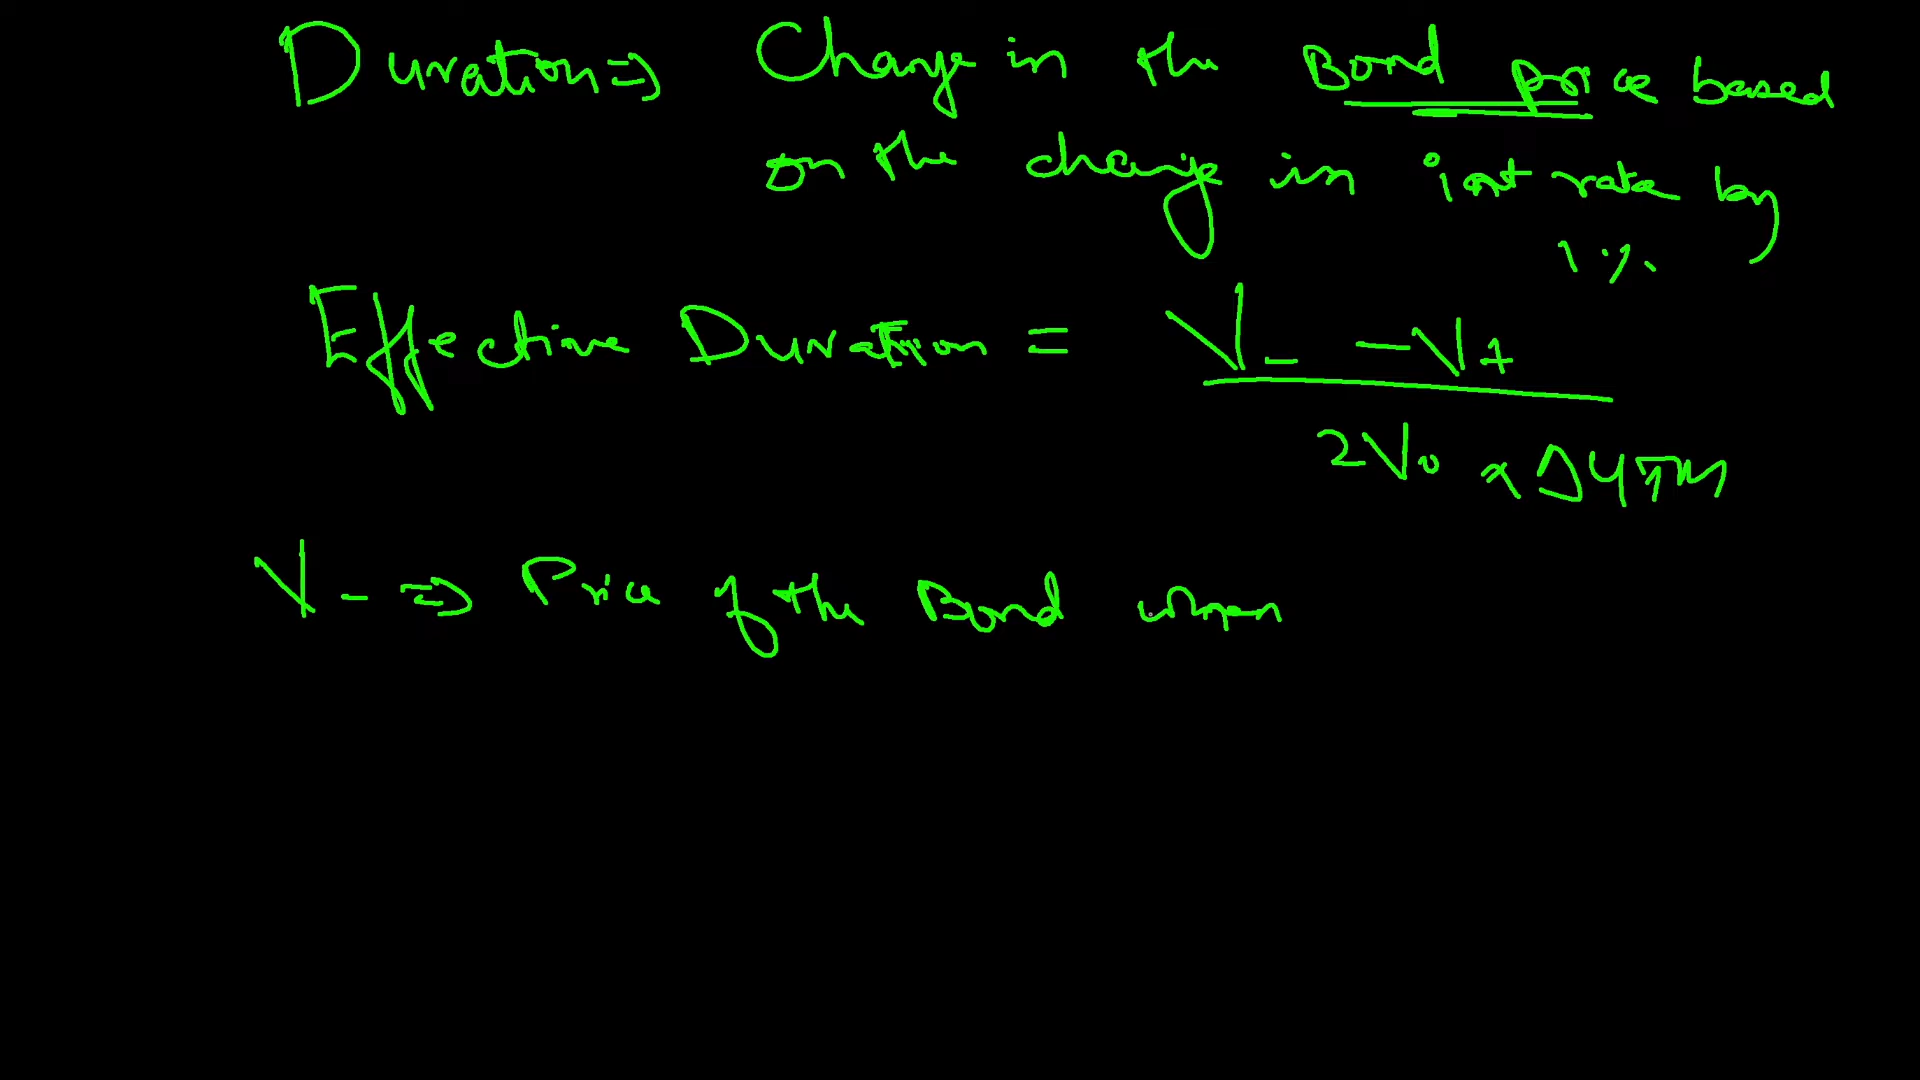 Duration ⇒ Change in the Bond price based
on the change in int rate by
1%
Effective Duration = V₋ - V₊
2V₀ × ΔYTM
V₋ ⇒ Price of the Bond when